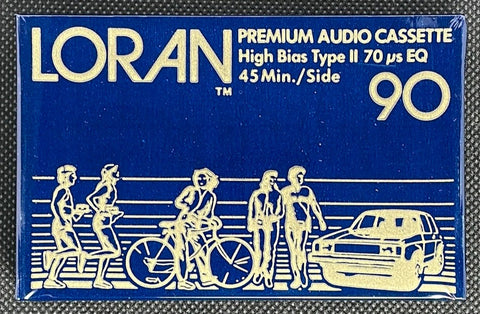 LORAN
TM
PREMIUM AUDIO CASSETTE
High Bias Type II 70 µs EQ
45 Min./Side
90